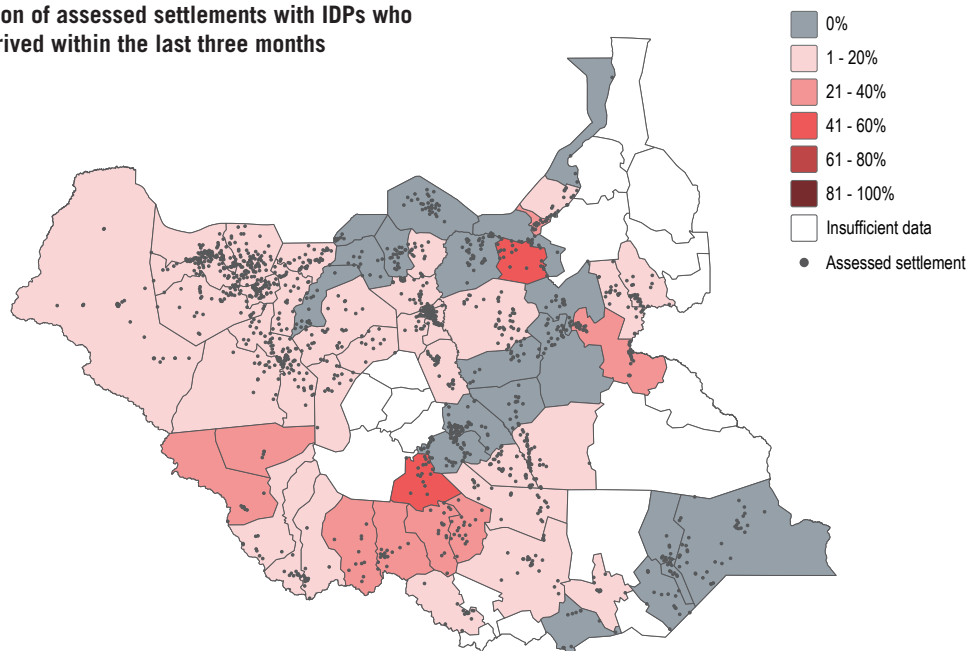 ion of assessed settlements with IDPs who
rived within the last three months
0%
1 - 20%
21 - 40%
41 - 60%
61 - 80%
81 - 100%
Insufficient data
Assessed settlement